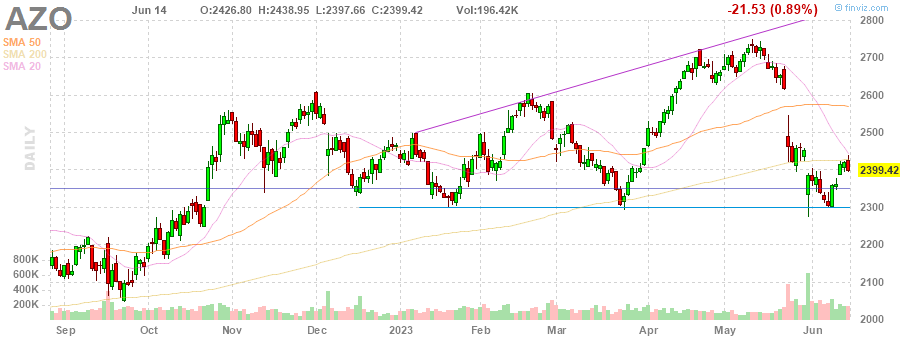 AZO
Jun 14 O:2426.80 H:2438.95 L:2397.66 C:2399.42 Vol:196.42K -21.53 (0.89%)
© finviz.com
SMA 50
SMA 200
SMA 20
DAILY
2800
2700
2600
2500
2399.42
2300
2200
2100
2000
800K
600K
400K
200K
Sep Oct Nov Dec 2023 Feb Mar Apr May Jun